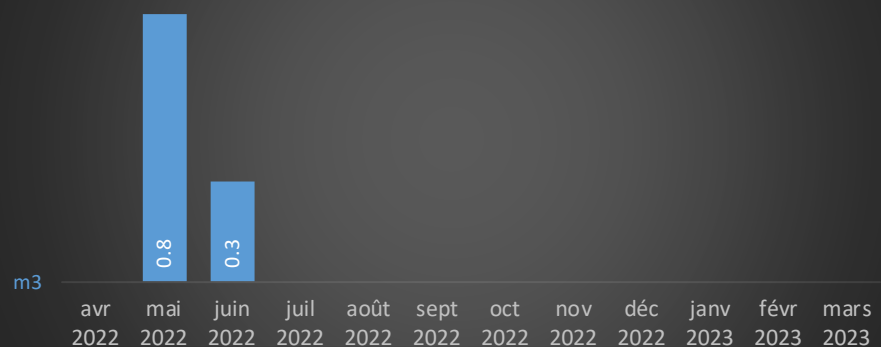 0.8
0.3
m3
avr mai juin juil août sept oct nov déc janv févr mars
2022 2022 2022 2022 2022 2022 2022 2022 2022 2023 2023 2023